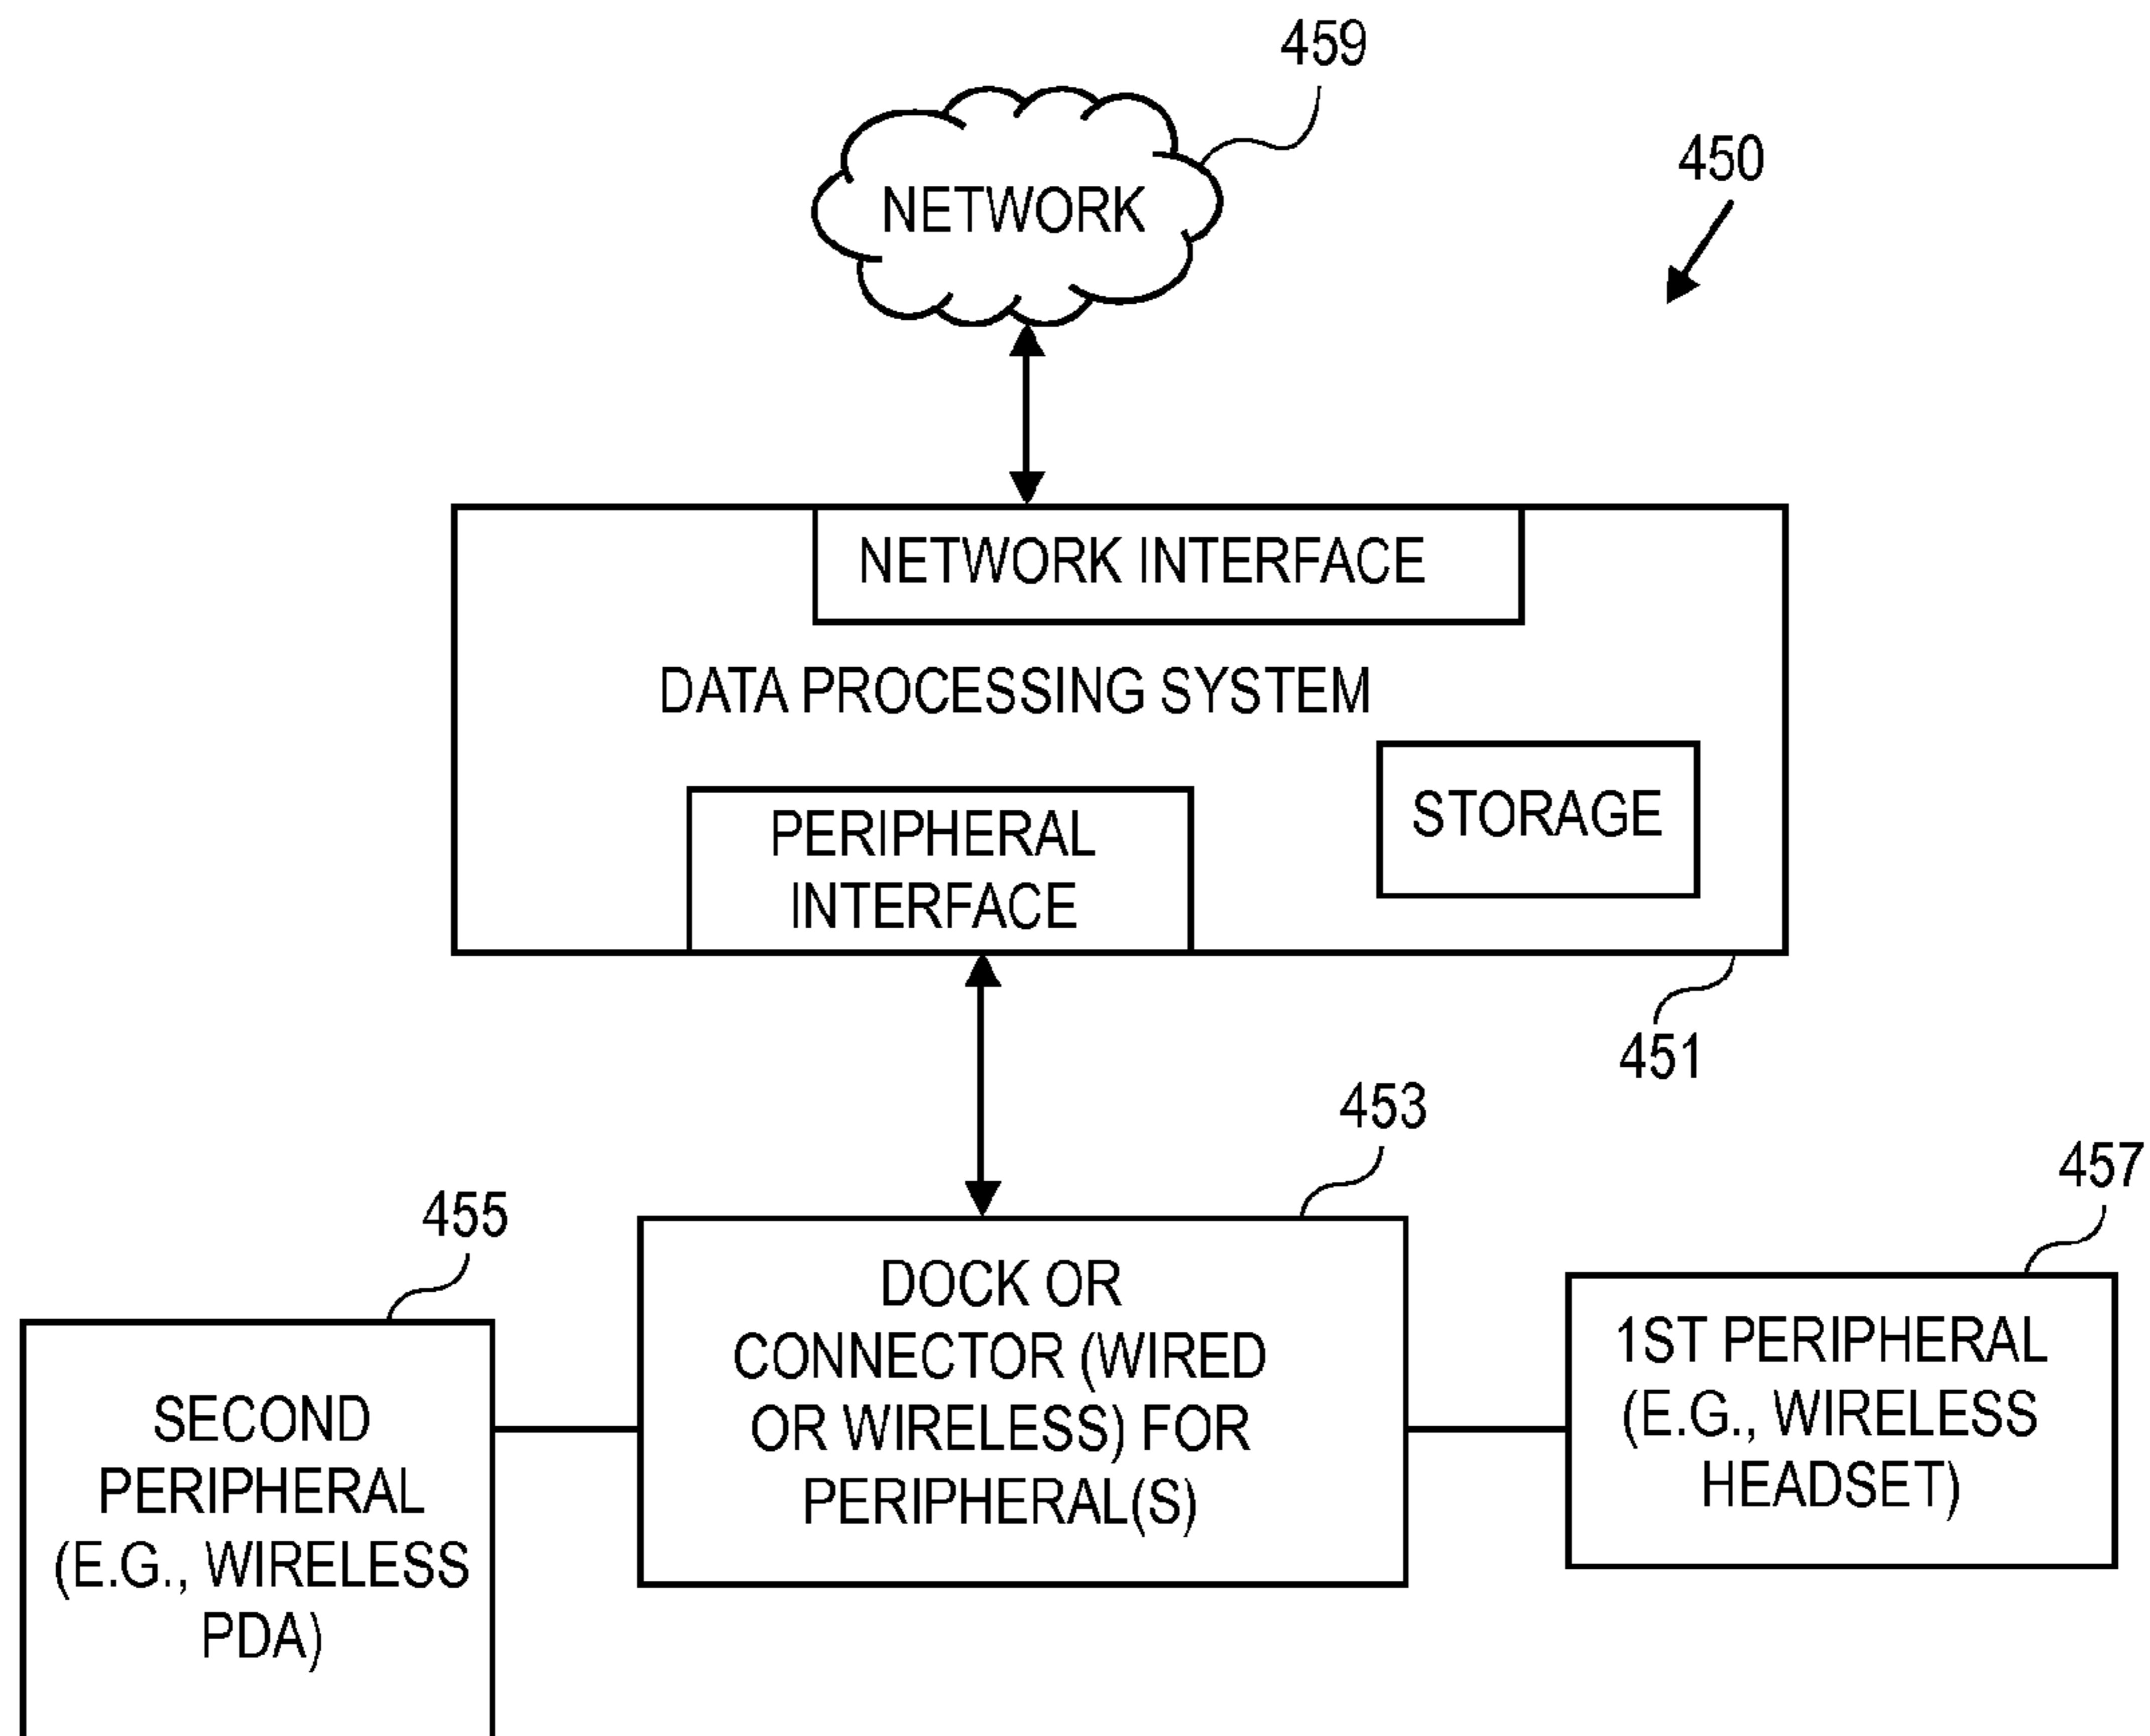 459
450
NETWORK
NETWORK INTERFACE
DATA PROCESSING SYSTEM
STORAGE
PERIPHERAL
INTERFACE
451
453
457
455
DOCK OR
CONNECTOR (WIRED
OR WIRELESS) FOR
PERIPHERAL(S)
1ST PERIPHERAL
(E.G., WIRELESS
HEADSET)
SECOND
PERIPHERAL
(E.G., WIRELESS
PDA)